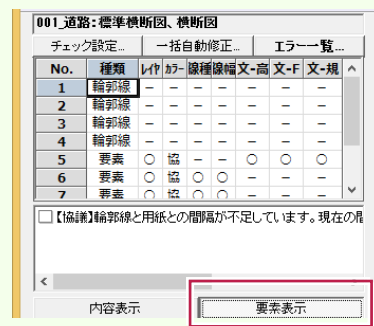 001_道路:標準横断図、横断図
チェック設定... 一括自動修正... エラー一覧...
No. 種類 ﾚｲﾔ ｶﾗｰ 線種 線幅 文-高 文-F 文-規
1 輪郭線 － － － － － － －
2 輪郭線 － － － － － － －
3 輪郭線 － － － － － － －
4 輪郭線 － － － － － － －
5 要素 ○ 協 － － ○ ○ ○
6 要素 ○ 協 ○ ○ － － －
7 要素 ○ 協 ○ ○ － － －
【協議】輪郭線と用紙との間隔が不足しています。現在の
内容表示 要素表示